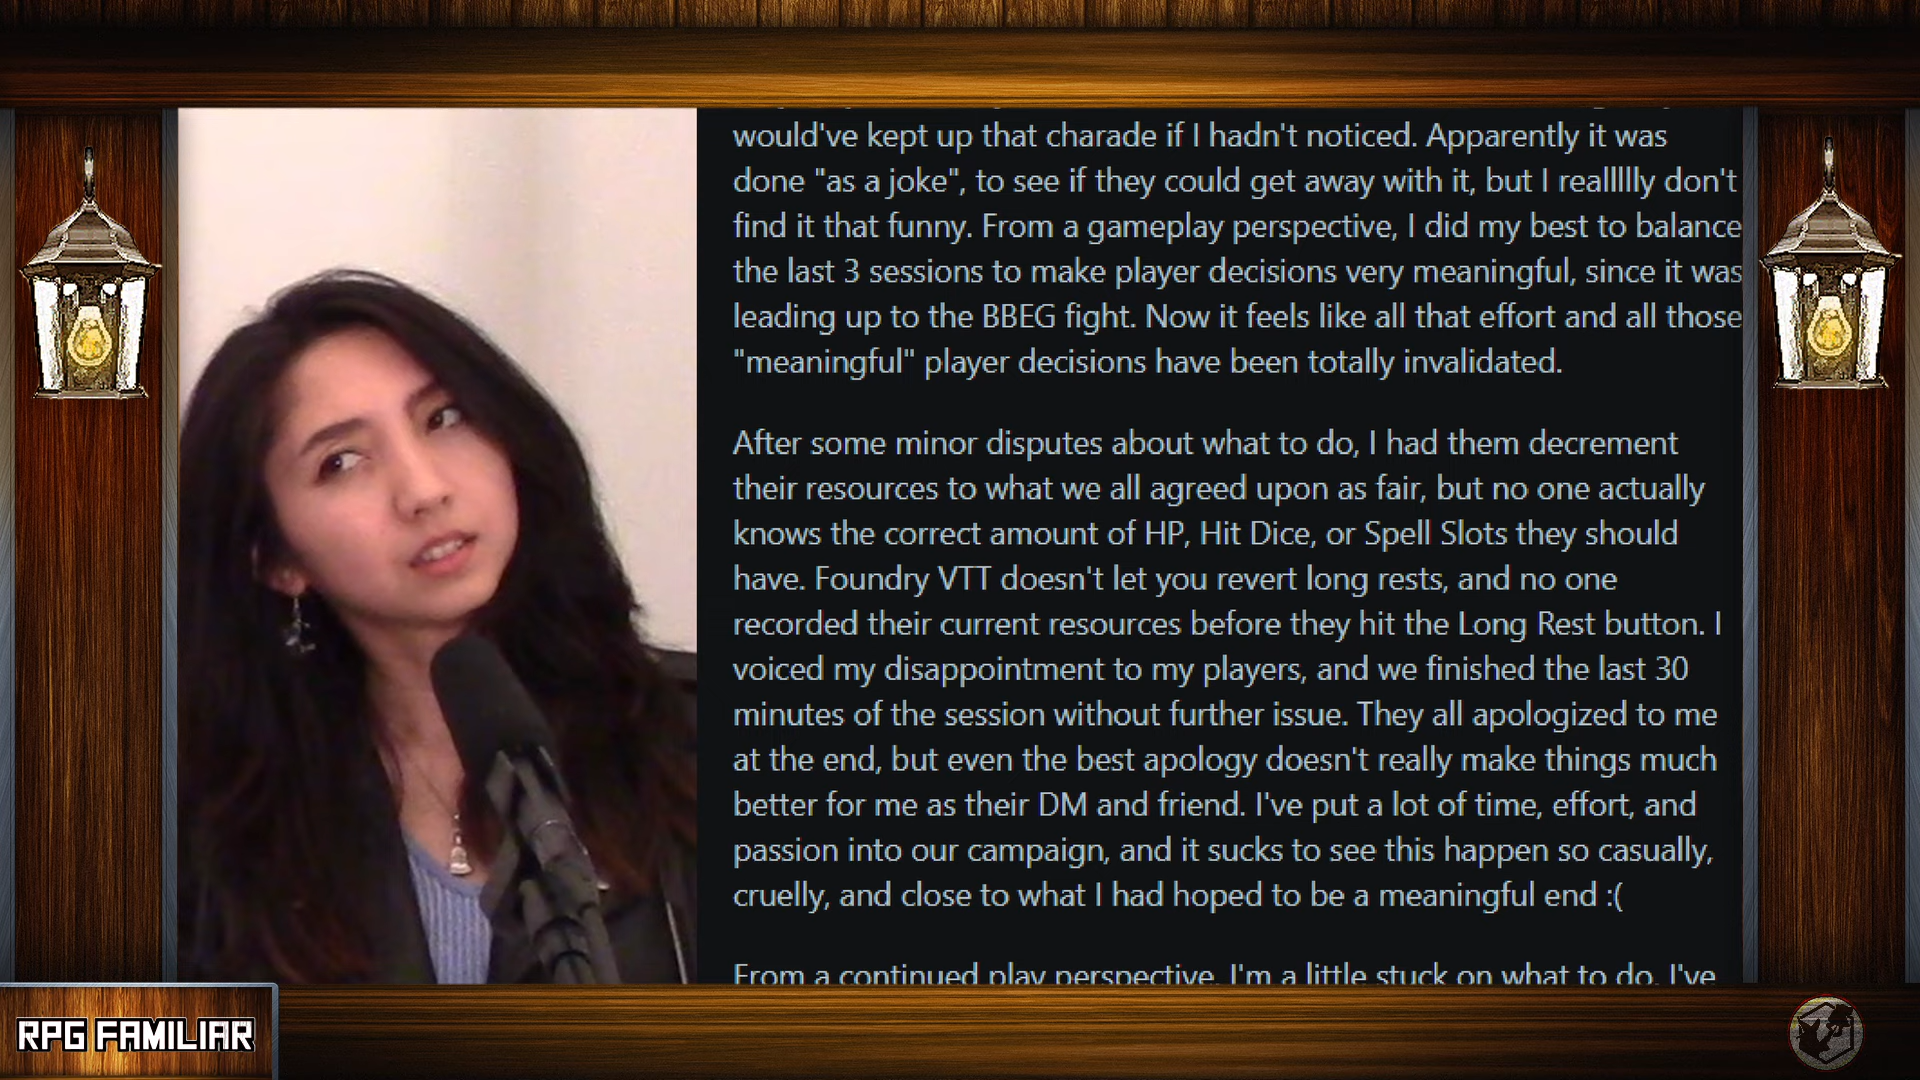 would've kept up that charade if I hadn't noticed. Apparently it was
done "as a joke", to see if they could get away with it, but I reallllly don't
find it that funny. From a gameplay perspective, I did my best to balance
the last 3 sessions to make player decisions very meaningful, since it was
leading up to the BBEG fight. Now it feels like all that effort and all those
"meaningful" player decisions have been totally invalidated.
After some minor disputes about what to do, I had them decrement
their resources to what we all agreed upon as fair, but no one actually
knows the correct amount of HP, Hit Dice, or Spell Slots they should
have. Foundry VTT doesn't let you revert long rests, and no one
recorded their current resources before they hit the Long Rest button. I
voiced my disappointment to my players, and we finished the last 30
minutes of the session without further issue. They all apologized to me
at the end, but even the best apology doesn't really make things much
better for me as their DM and friend. I've put a lot of time, effort, and
passion into our campaign, and it sucks to see this happen so casually,
cruelly, and close to what I had hoped to be a meaningful end :(
From a continued play perspective, I'm a little stuck on what to do. I've
RPG FAMILIAR